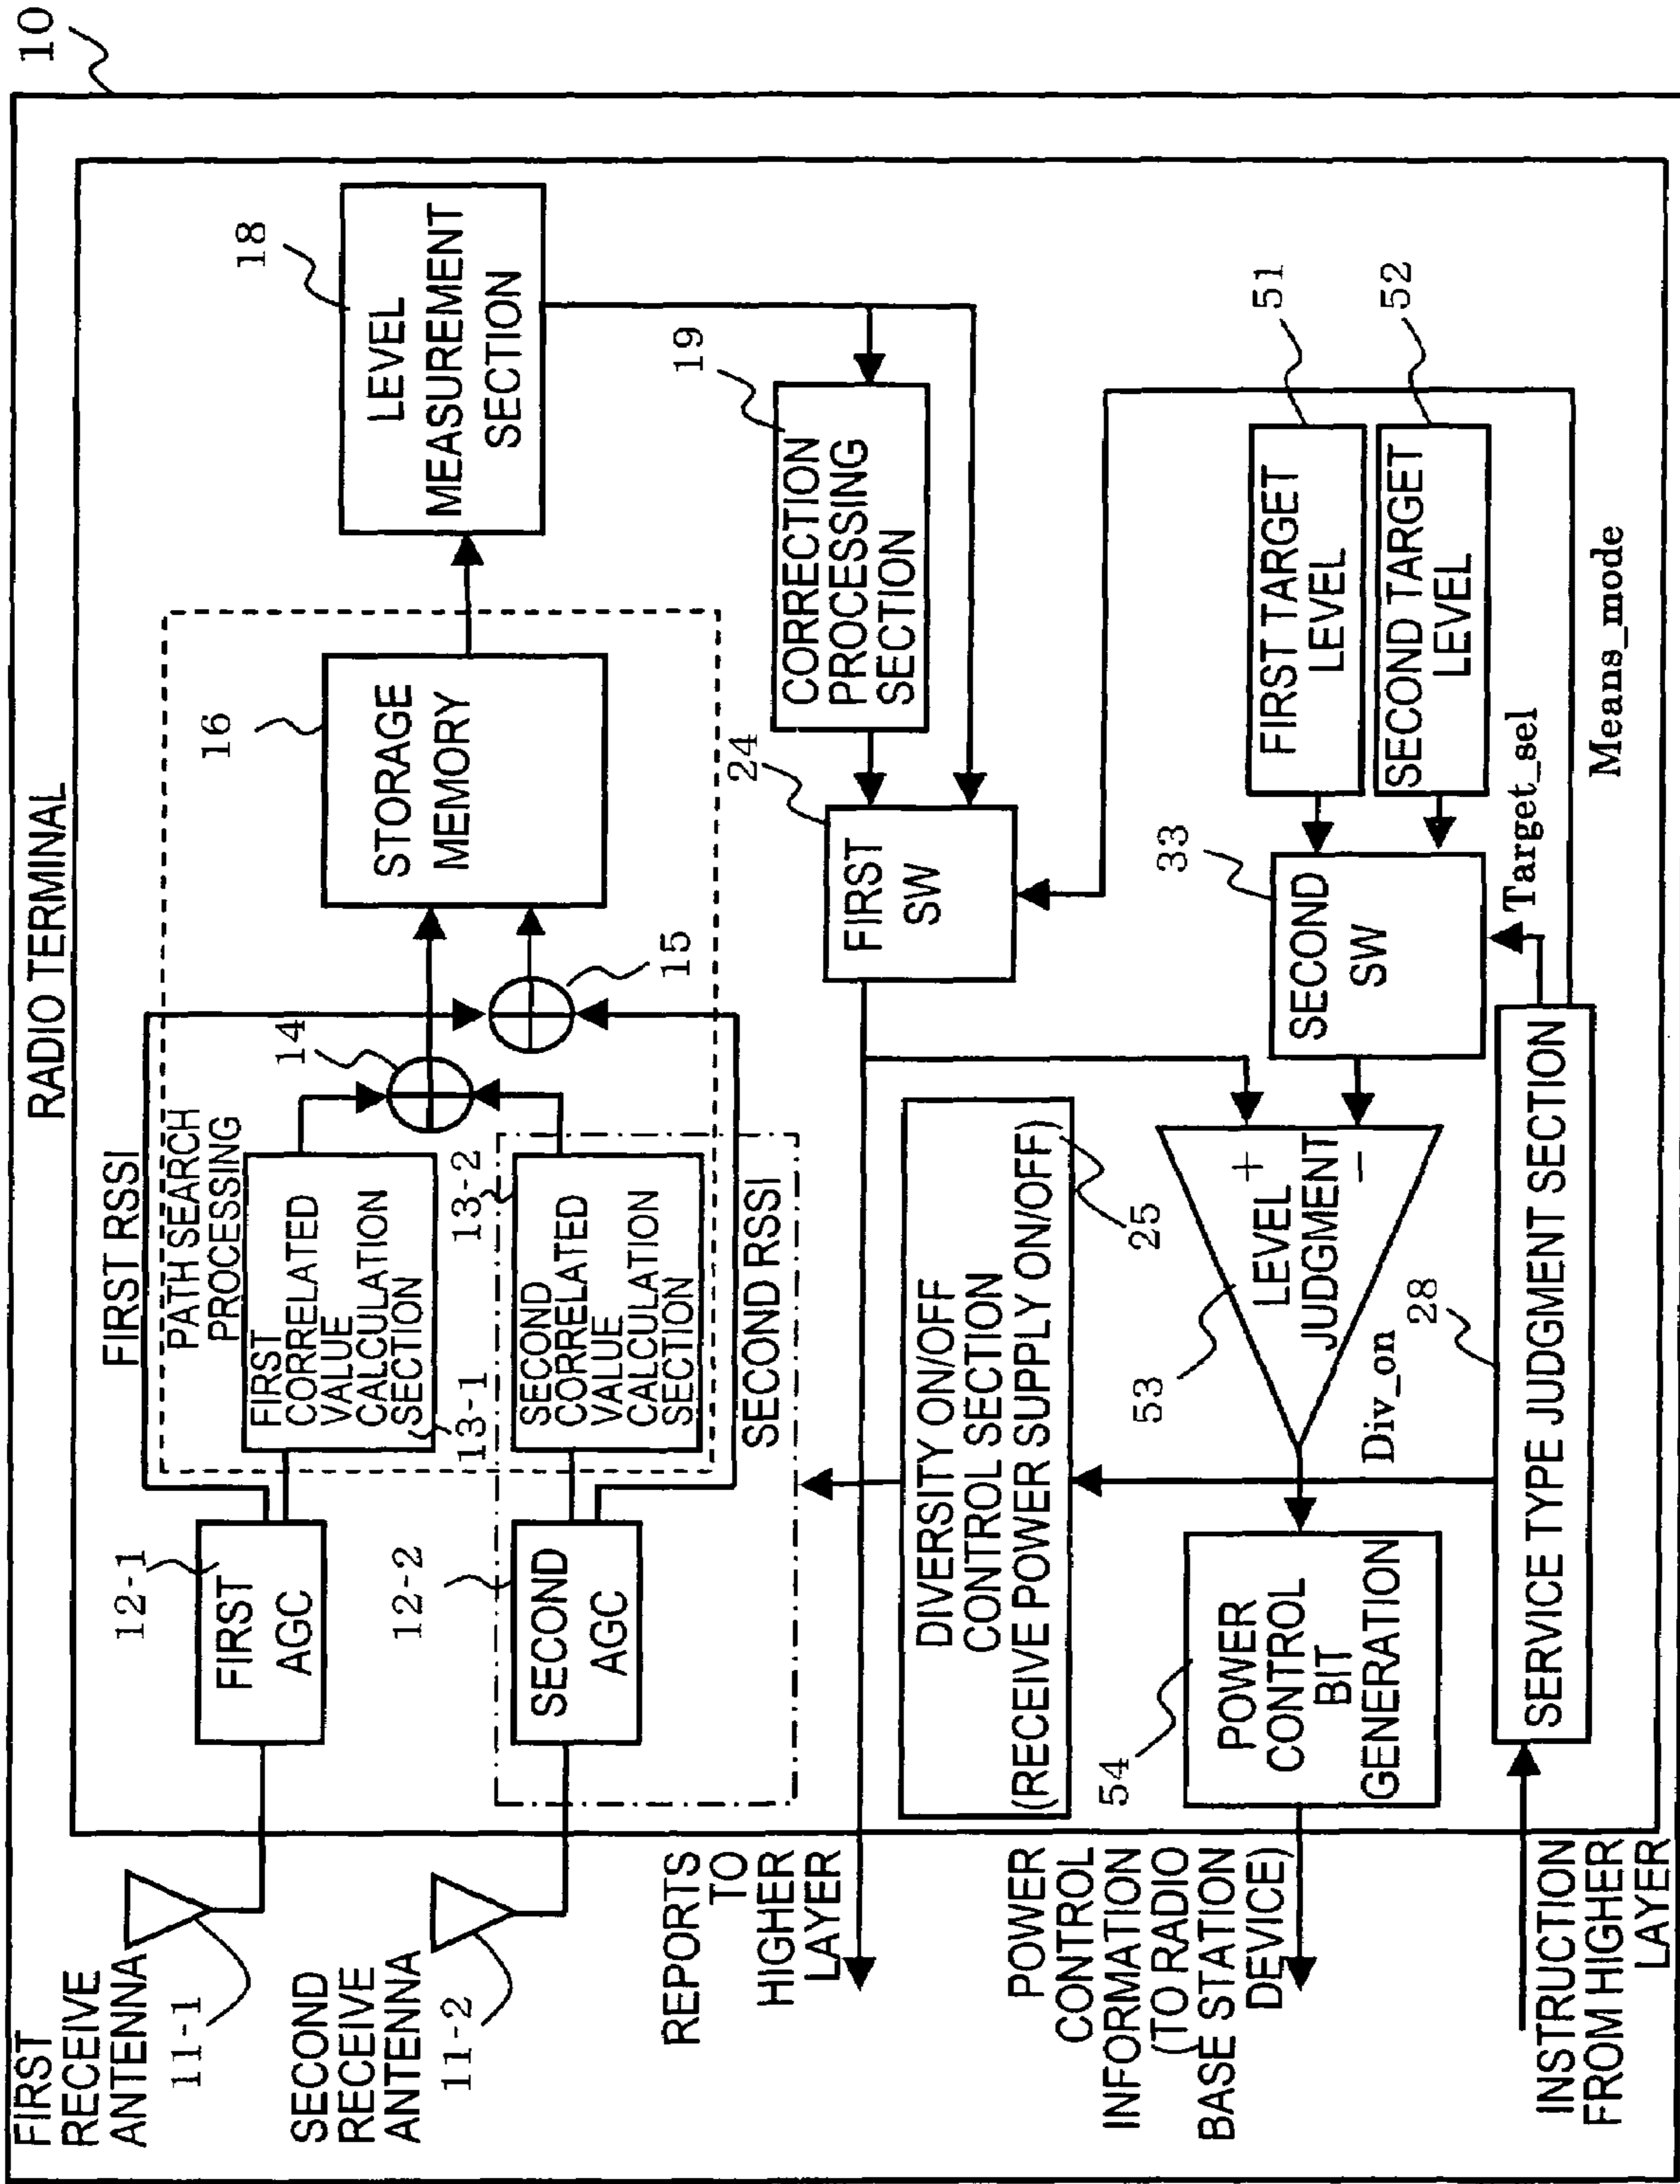 10
RADIO TERMINAL
FIRST
RECEIVE
ANTENNA
11-1
SECOND
RECEIVE
ANTENNA
11-2
12-1
FIRST
AGC
12-2
SECOND
AGC
FIRST RSSI
PATH SEARCH
PROCESSING
FIRST
CORRELATED
VALUE
CALCULATION
SECTION
13-1
13-2
SECOND
CORRELATED
VALUE
CALCULATION
SECTION
SECOND RSSI
14
15
16
STORAGE
MEMORY
18
LEVEL
MEASUREMENT
SECTION
19
CORRECTION
PROCESSING
SECTION
24
FIRST
SW
REPORTS
TO
HIGHER
LAYER
DIVERSITY ON/OFF
CONTROL SECTION
(RECEIVE POWER SUPPLY ON/OFF)
25
POWER
CONTROL
INFORMATION
(TO RADIO
BASE STATION
DEVICE)
54
POWER
CONTROL
BIT
GENERATION
53
+
LEVEL
JUDGMENT
−
Div_on
33
SECOND
SW
FIRST TARGET
LEVEL
51
SECOND TARGET
LEVEL
52
Target_sel
Means_mode
28
SERVICE TYPE JUDGMENT SECTION
INSTRUCTION
FROM HIGHER
LAYER